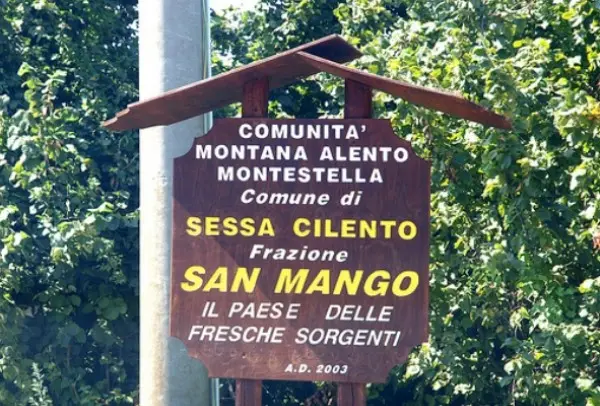 COMUNITA'
MONTANA ALENTO
MONTESTELLA
Comune di
SESSA CILENTO
Frazione
SAN MANGO
IL PAESE DELLE
FRESCHE SORGENTI
A.D. 2003